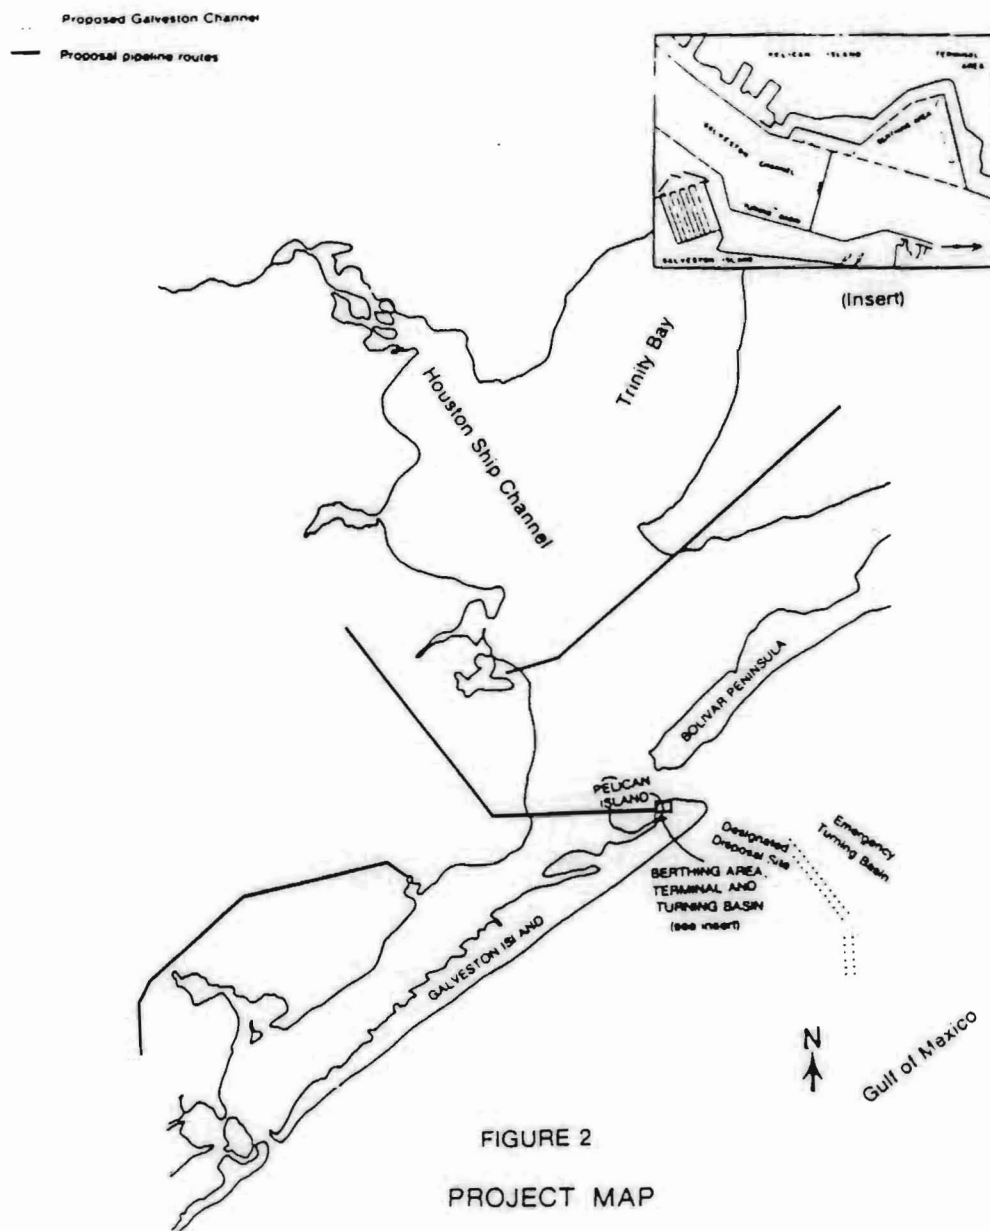 Proposed Galveston Channel
Proposal pipeline routes
PELICAN ISLAND
TERMINAL
AREA
BERTHING AREA
GALVESTON
CHANNEL
TURNING BASIN
GALVESTON ISLAND
(Insert)
Trinity Bay
Houston Ship Channel
BOLIVAR PENINSULA
PELICAN
ISLAND
Designated
Disposal Site
Emergency
Turning Basin
BERTHING AREA,
TERMINAL AND
TURNING BASIN
(see insert)
GALVESTON ISLAND
N
Gulf of Mexico
FIGURE 2
PROJECT MAP